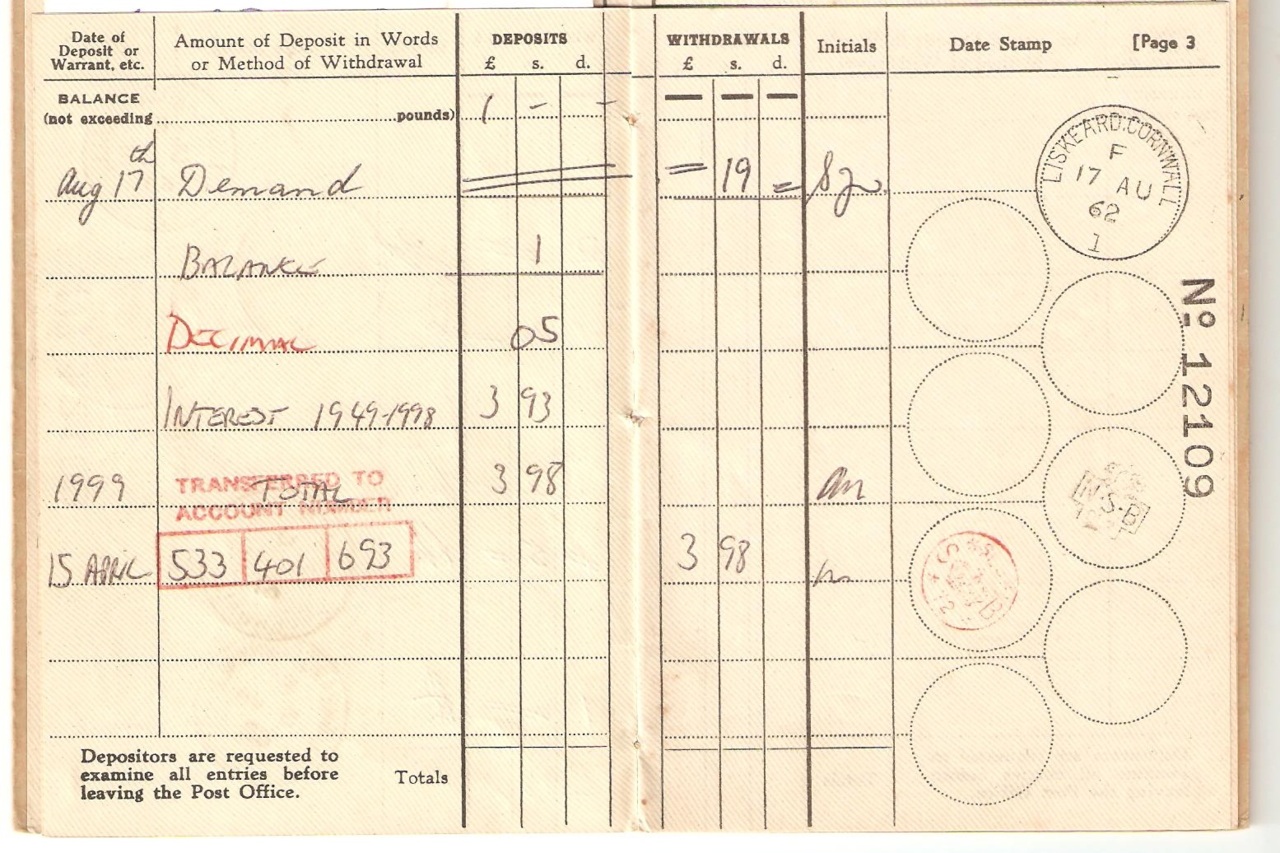 Date of Deposit or Warrant, etc. Amount of Deposit in Words or Method of Withdrawal DEPOSITS £ s. d. WITHDRAWALS £ s. d. Initials Date Stamp [Page 3
BALANCE
(not exceeding pounds) 1 - - — — —
Aug 17th Demand = 19 =
LISKEARD.CORNWALL
F
17 AU
62
1
BALANCE 1
DECIMAL 05
INTEREST 1949-1998 3 93
1999 TOTAL 3 98
TRANSFERRED TO
ACCOUNT NUMBER
15 APRIL 533 401 693 3 98
N.S.B
Nº 12109
Depositors are requested to
examine all entries before
leaving the Post Office.
Totals